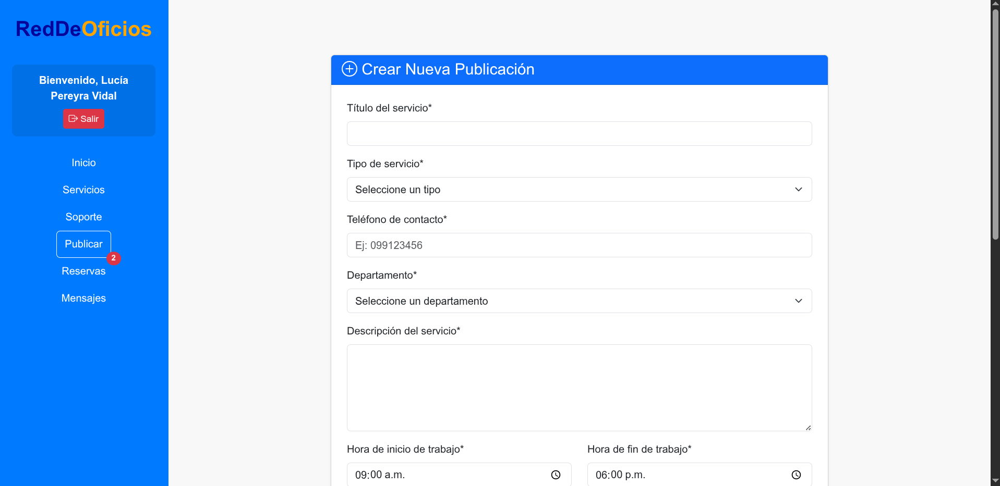 RedDeOficios
Bienvenido, Lucía
Pereyra Vidal
Salir
Inicio
Servicios
Soporte
Publicar
2
Reservas
Mensajes
Crear Nueva Publicación
Título del servicio*
Tipo de servicio*
Seleccione un tipo
Teléfono de contacto*
Ej: 099123456
Departamento*
Seleccione un departamento
Descripción del servicio*
Hora de inicio de trabajo*
09:00 a.m.
Hora de fin de trabajo*
06:00 p.m.